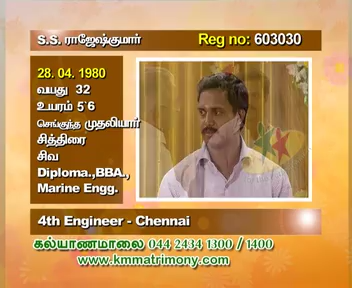 S.S. ராஜேஷ்குமார்
Reg no: 603030
28. 04. 1980
வயது 32
உயரம் 5'6
செங்குந்த முதலியார்
சித்திரை
சிவ
Diploma.,BBA.,
Marine Engg.
4th Engineer - Chennai
கல்யாணமாலை 044 2434 1300 / 1400
www.kmmatrimony.com